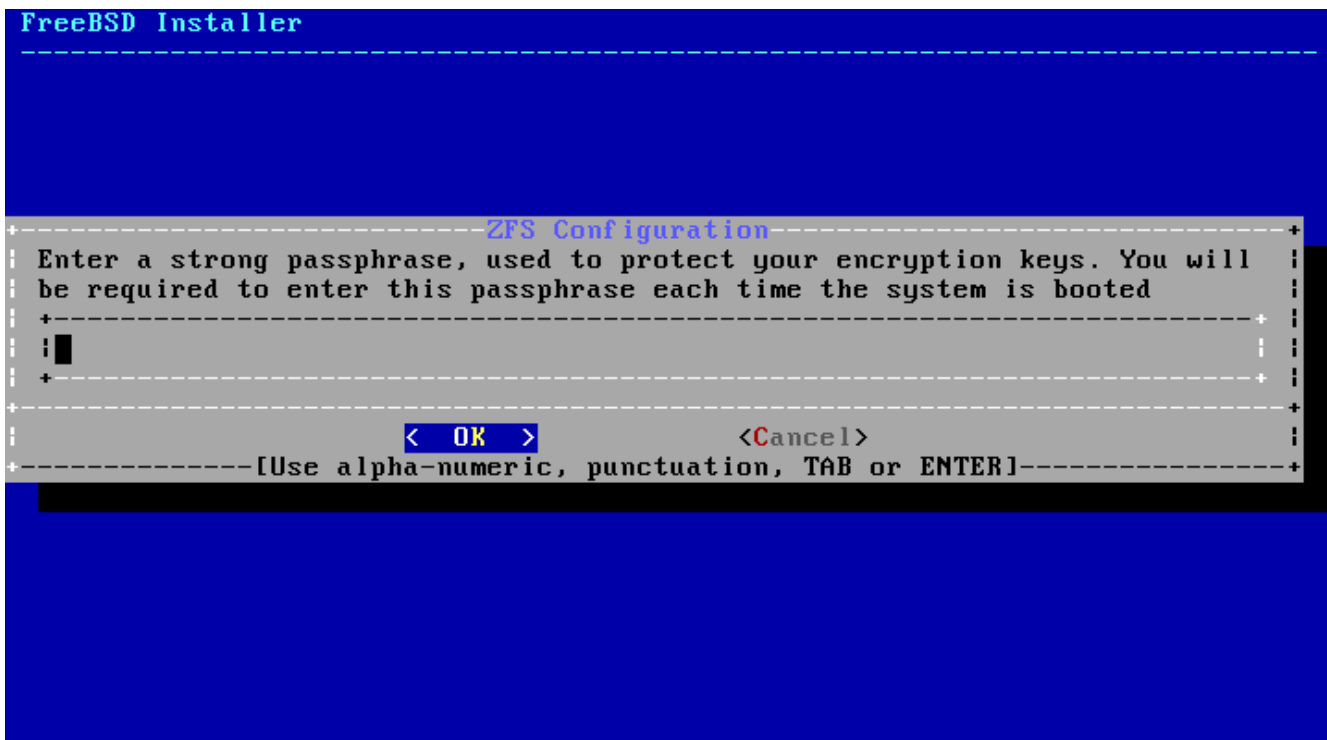 FreeBSD Installer
ZFS Configuration
Enter a strong passphrase, used to protect your encryption keys. You will
be required to enter this passphrase each time the system is booted
< OK > <Cancel>
[Use alpha-numeric, punctuation, TAB or ENTER]